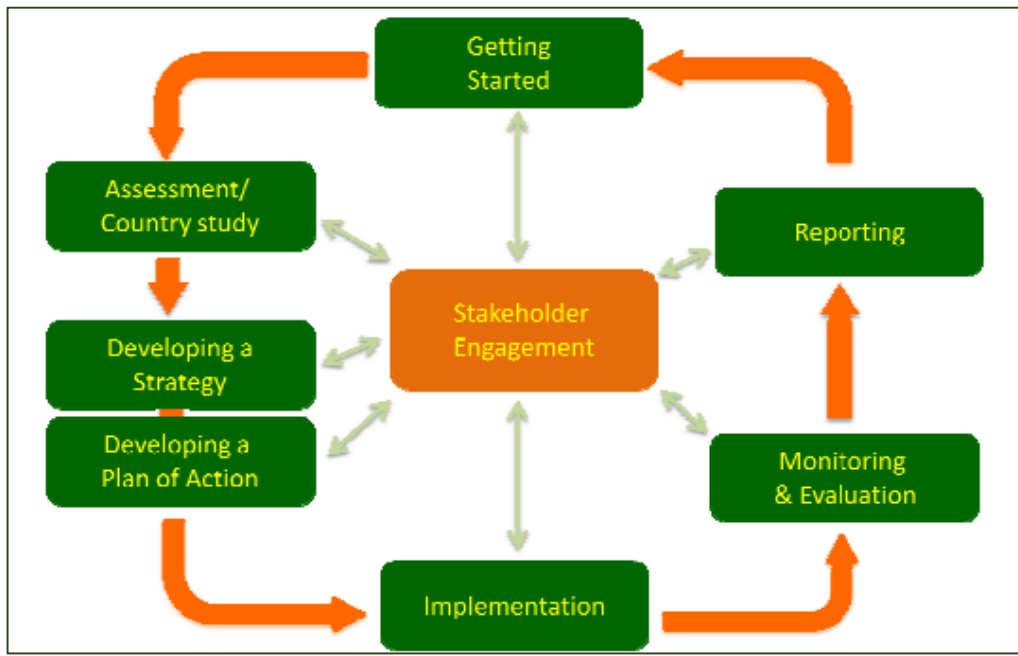 Getting
Started
Assessment/
Country study
Reporting
Stakeholder
Engagement
Developing a
Strategy
Developing a
Plan of Action
Monitoring
& Evaluation
Implementation